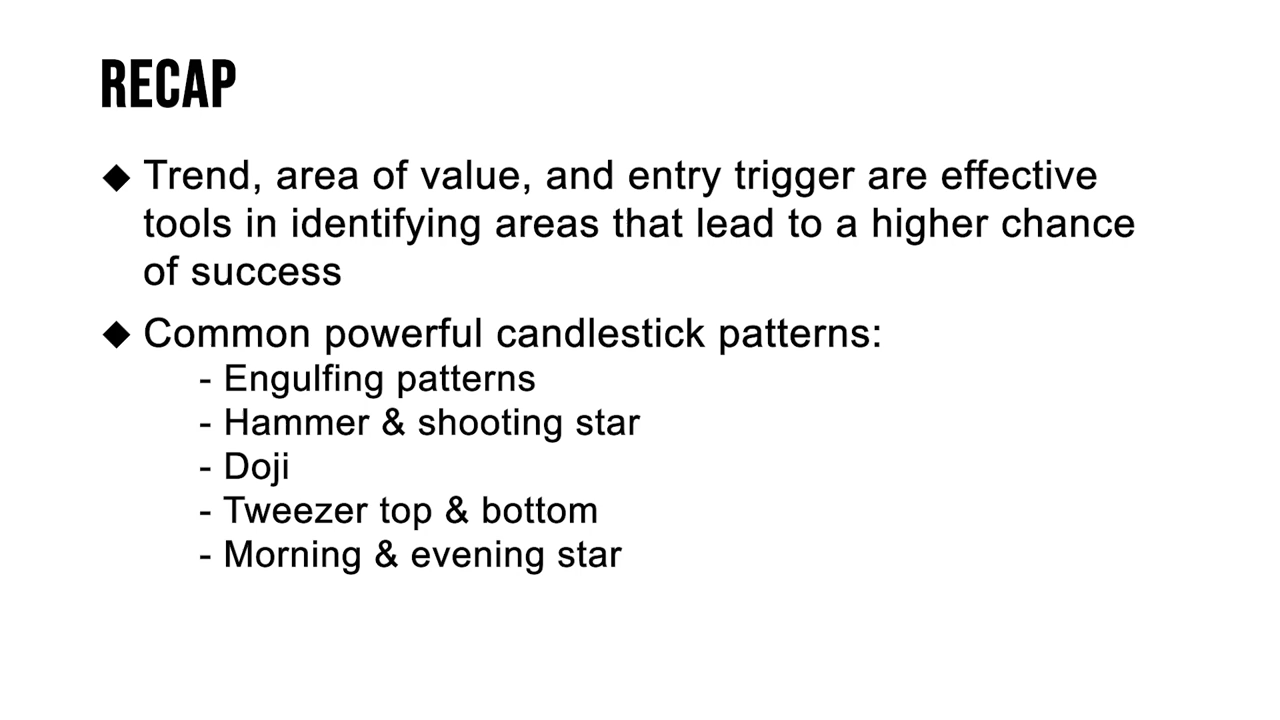 RECAP
◆ Trend, area of value, and entry trigger are effective
tools in identifying areas that lead to a higher chance
of success
◆ Common powerful candlestick patterns:
- Engulfing patterns
- Hammer & shooting star
- Doji
- Tweezer top & bottom
- Morning & evening star